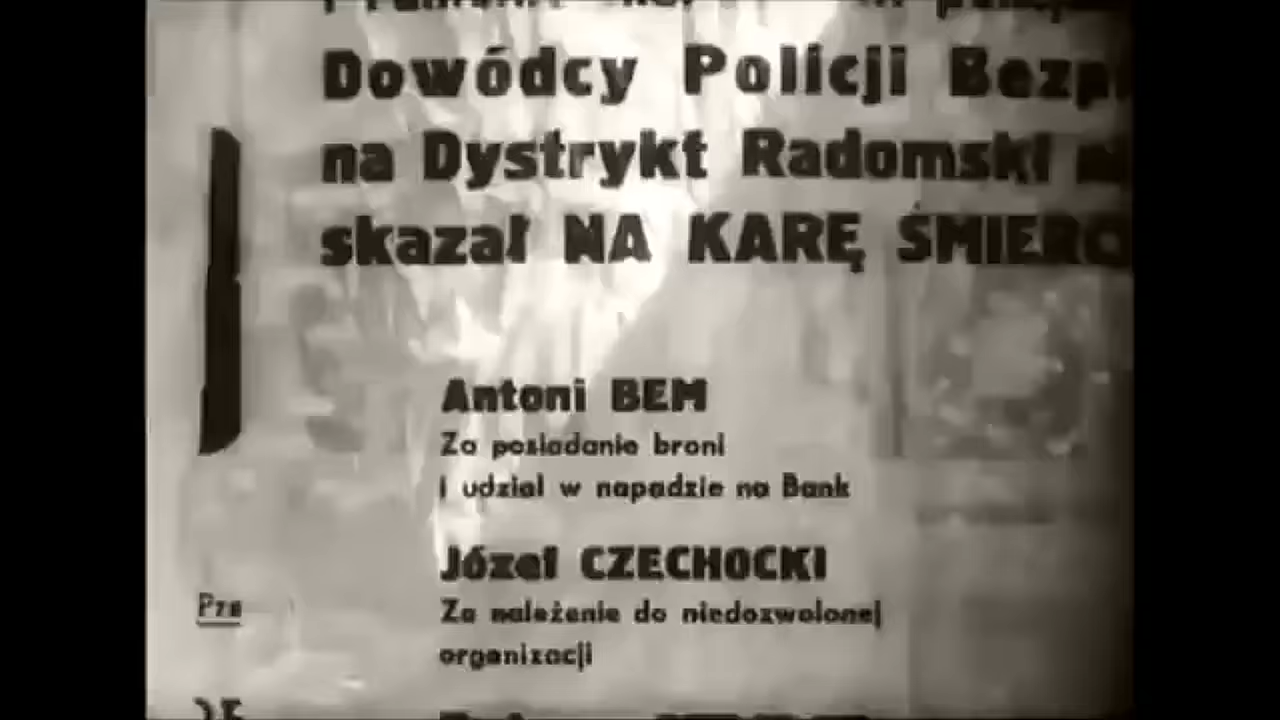 Dowódcy Policji
na Dystrykt Radomski
skazał NA KARĘ
Antoni BEM
Za posiadanie broni
i udział w napadzie na Bank
Józef CZECHOCKI
Za należenie do niedozwolonej
organizacji